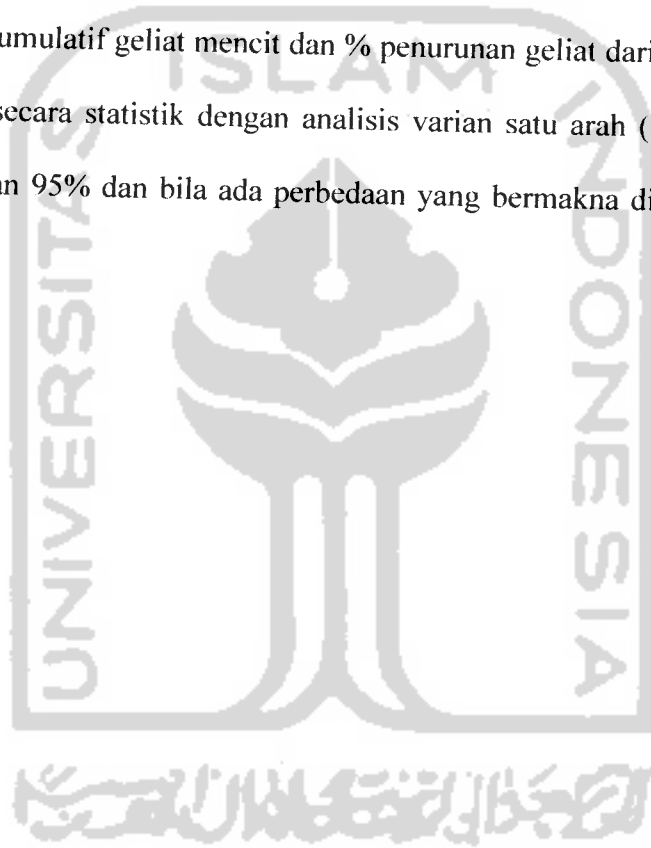 umulatif geliat mencit dan % penurunan geliat dari
secara statistik dengan analisis varian satu arah (
an 95% dan bila ada perbedaan yang bermakna di
ISLAM
UNIVERSITAS
INDONESIA